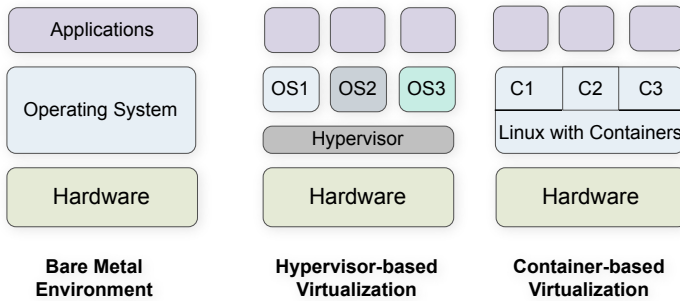 Applications
Operating System
Hardware
Bare Metal
Environment
OS1 OS2 OS3
Hypervisor
Hardware
Hypervisor-based
Virtualization
C1 C2 C3
Linux with Containers
Hardware
Container-based
Virtualization